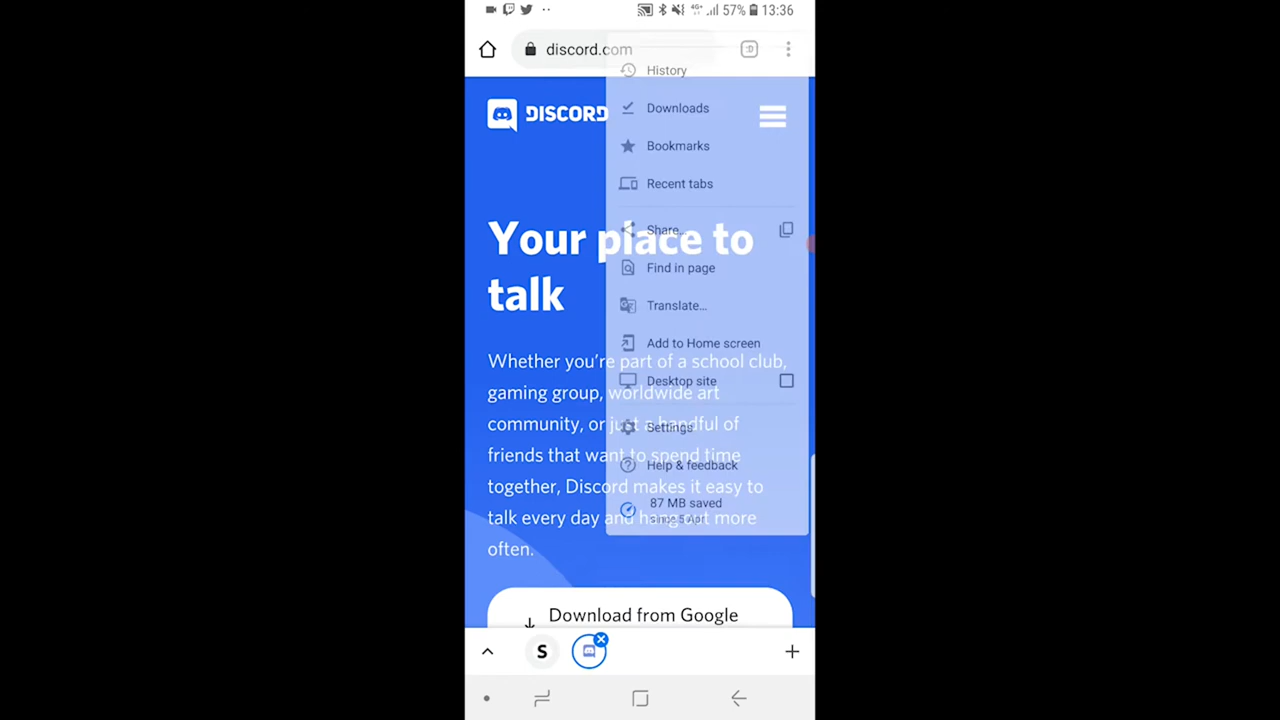 57% 13:36
discord.com
:D
History
DISCORD
Downloads
Bookmarks
Recent tabs
Your place to
talk
Share...
Find in page
Translate...
Add to Home screen
Desktop site
Whether you're part of a school club,
gaming group, worldwide art
community, or just a handful of
friends that want to spend time
together, Discord makes it easy to
talk every day and hang out more
often.
Settings
Help & feedback
87 MB saved
since 5 Apr
Download from Google
S